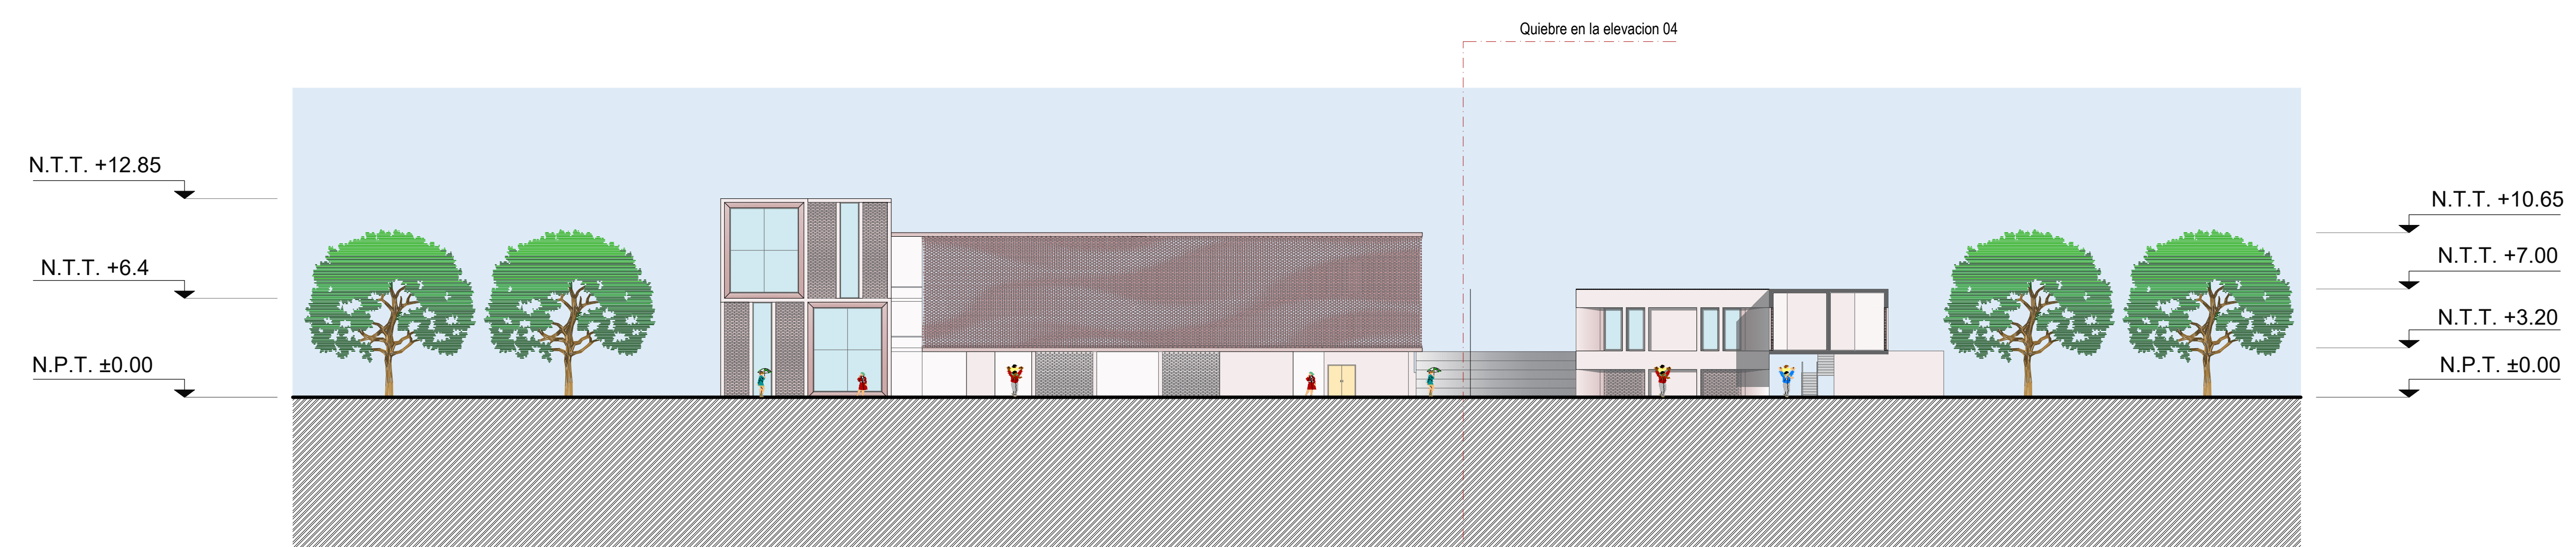 Quiebre en la elevacion 04
N.T.T. +12.85
N.T.T. +6.4
N.P.T. ±0.00
N.T.T. +10.65
N.T.T. +7.00
N.T.T. +3.20
N.P.T. ±0.00